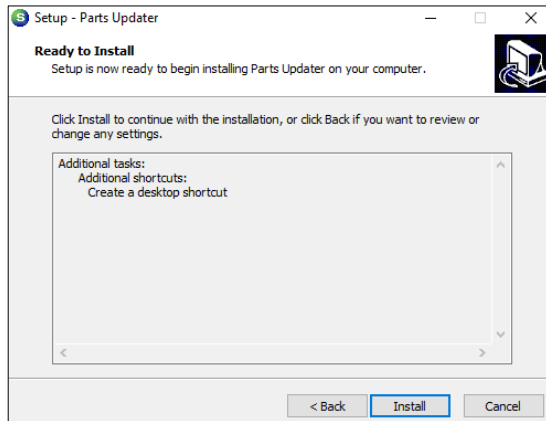 S Setup - Parts Updater
Ready to Install
Setup is now ready to begin installing Parts Updater on your computer.
Click Install to continue with the installation, or click Back if you want to review or
change any settings.
Additional tasks:
Additional shortcuts:
Create a desktop shortcut
< Back Install Cancel